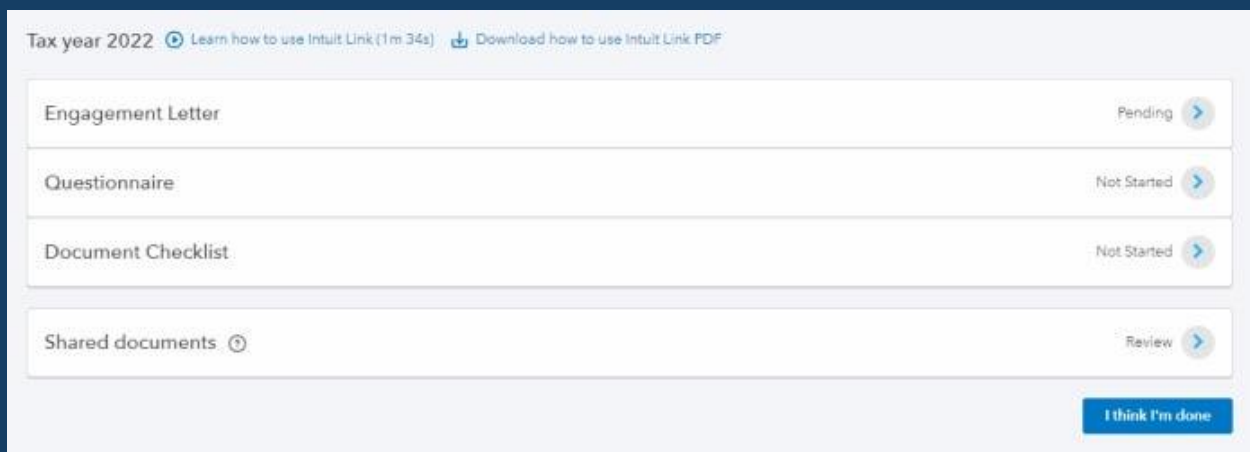 Tax year 2022 Learn how to use Intuit Link (1m 34s) Download how to use Intuit Link PDF
Engagement Letter Pending
Questionnaire Not Started
Document Checklist Not Started
Shared documents Review
I think I'm done